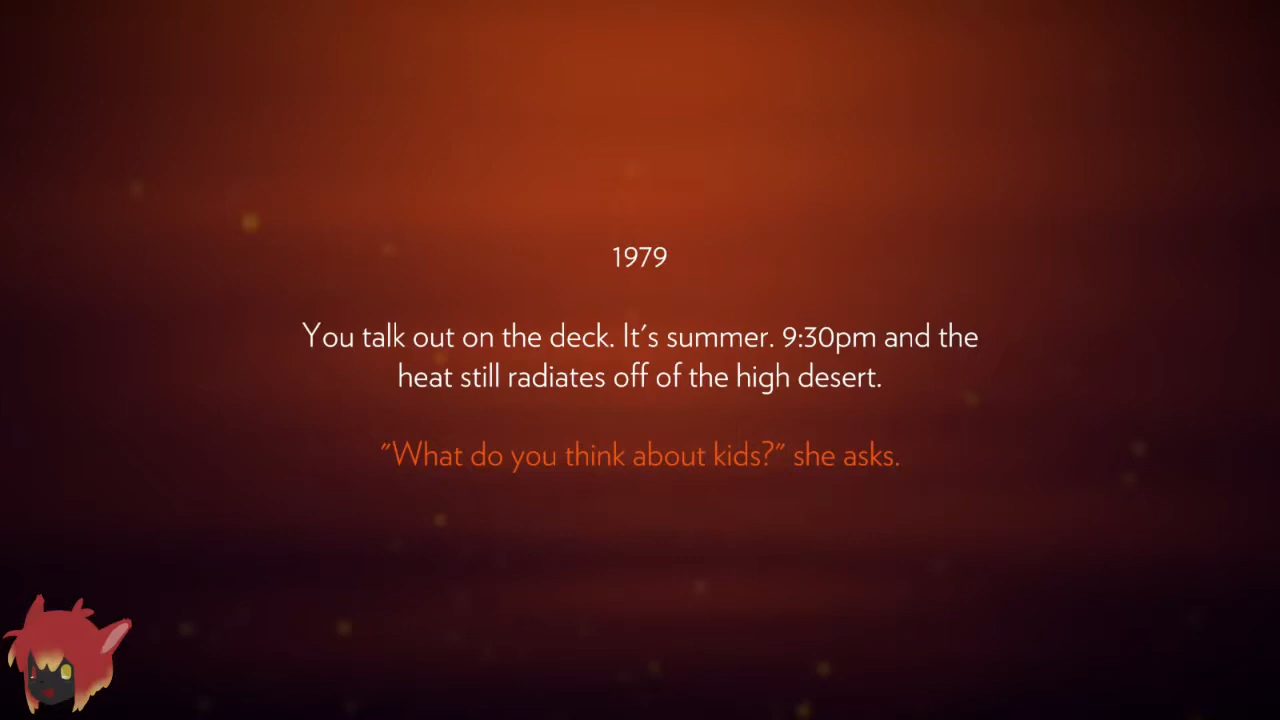 1979
You talk out on the deck. It's summer. 9:30pm and the
heat still radiates off of the high desert.
"What do you think about kids?" she asks.